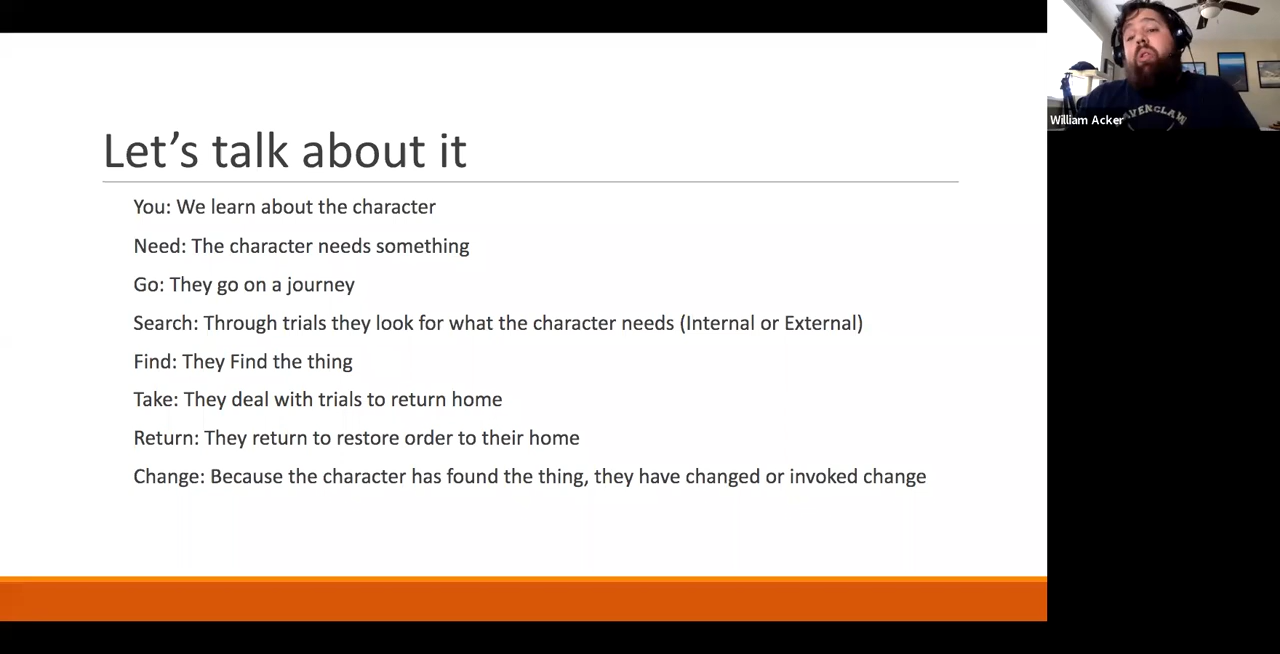 Let's talk about it
You: We learn about the character
Need: The character needs something
Go: They go on a journey
Search: Through trials they look for what the character needs (Internal or External)
Find: They Find the thing
Take: They deal with trials to return home
Return: They return to restore order to their home
Change: Because the character has found the thing, they have changed or invoked change
AVENCLAW
William Acker